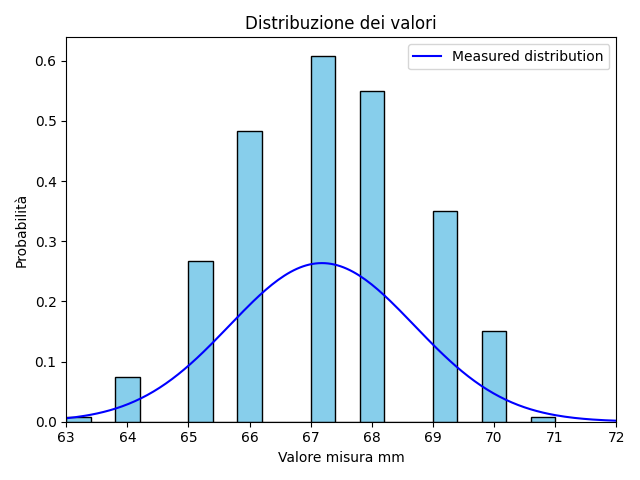 Distribuzione dei valori
Measured distribution
Probabilità
0.6
0.5
0.4
0.3
0.2
0.1
0.0
63 64 65 66 67 68 69 70 71 72
Valore misura mm